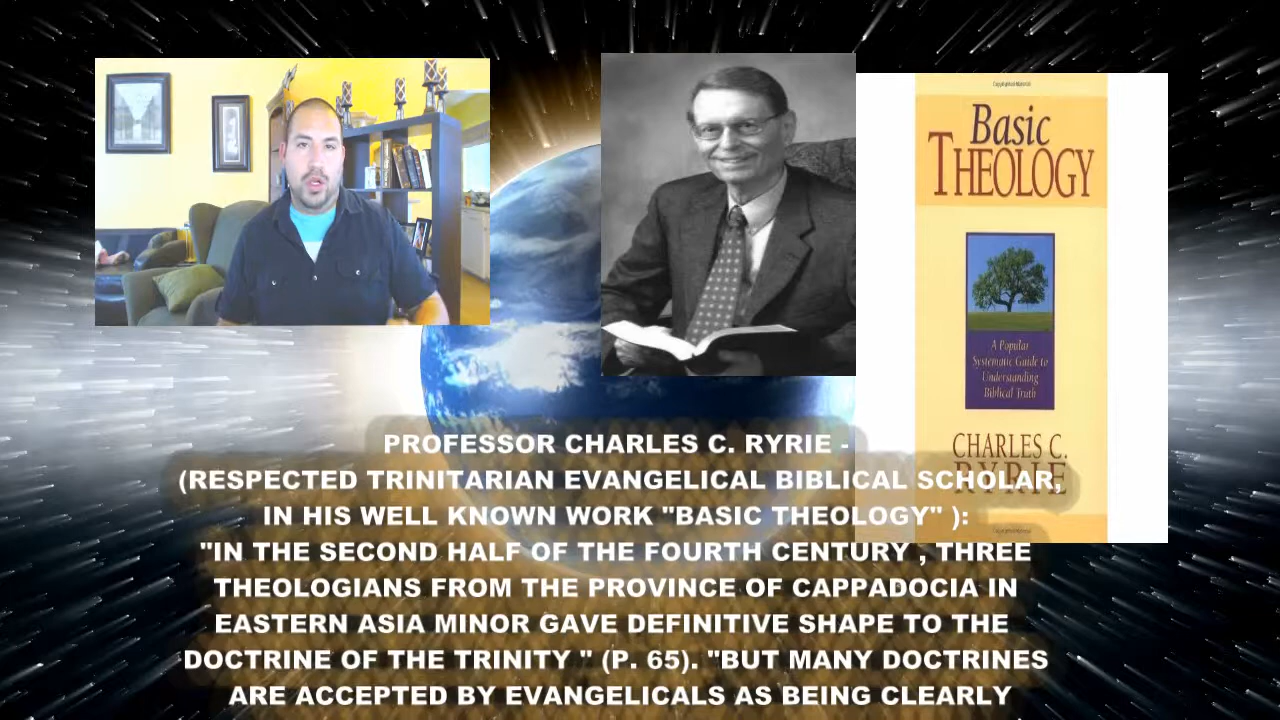 Copyrighted Material
Basic
THEOLOGY
A Popular
Systematic Guide to
Understanding
Biblical Truth
CHARLES C.
RYRIE
PROFESSOR CHARLES C. RYRIE -
(RESPECTED TRINITARIAN EVANGELICAL BIBLICAL SCHOLAR,
IN HIS WELL KNOWN WORK "BASIC THEOLOGY" ):
"IN THE SECOND HALF OF THE FOURTH CENTURY , THREE
THEOLOGIANS FROM THE PROVINCE OF CAPPADOCIA IN
EASTERN ASIA MINOR GAVE DEFINITIVE SHAPE TO THE
DOCTRINE OF THE TRINITY " (P. 65). "BUT MANY DOCTRINES
ARE ACCEPTED BY EVANGELICALS AS BEING CLEARLY